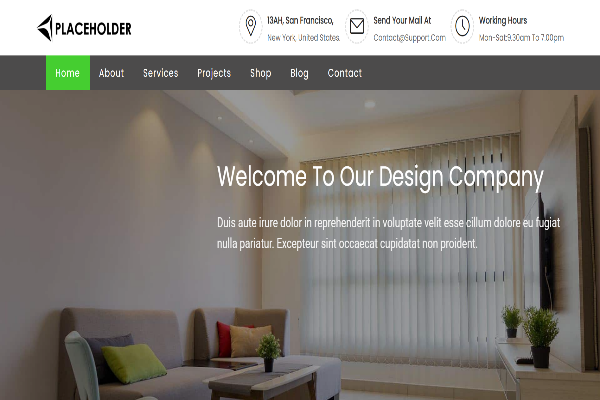 PLACEHOLDER
13AH, San Francisco,
New York, United States.
Send Your Mail At
Contact@Support.Com
Working Hours
Mon-Sat:9.30am To 7.00pm
Home About Services Projects Shop Blog Contact
Welcome To Our Design Company
Duis aute irure dolor in reprehenderit in voluptate velit esse cillum dolore eu fugiat
nulla pariatur. Excepteur sint occaecat cupidatat non proident.